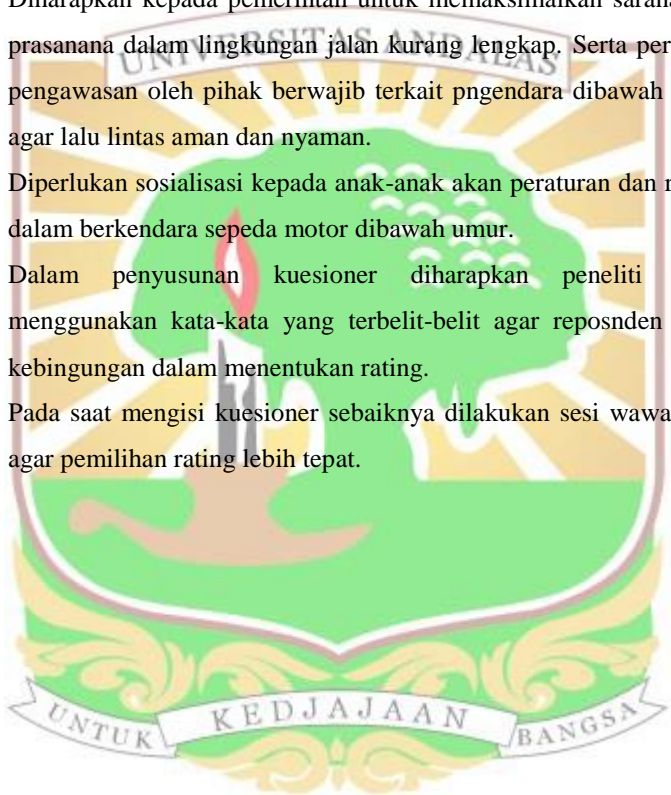 Diharapkan kepada pemerintah untuk memaksimalkan sarana
prasanana dalam lingkungan jalan kurang lengkap. Serta per
UNIVERSITAS ANDALAS
pengawasan oleh pihak berwajib terkait pngendara dibawah
agar lalu lintas aman dan nyaman.
Diperlukan sosialisasi kepada anak-anak akan peraturan dan
dalam berkendara sepeda motor dibawah umur.
Dalam penyusunan kuesioner diharapkan peneliti
menggunakan kata-kata yang terbelit-belit agar reposnden
kebingungan dalam menentukan rating.
Pada saat mengisi kuesioner sebaiknya dilakukan sesi wawa
agar pemilihan rating lebih tepat.
UNTUK KEDJAJAAN BANGSA